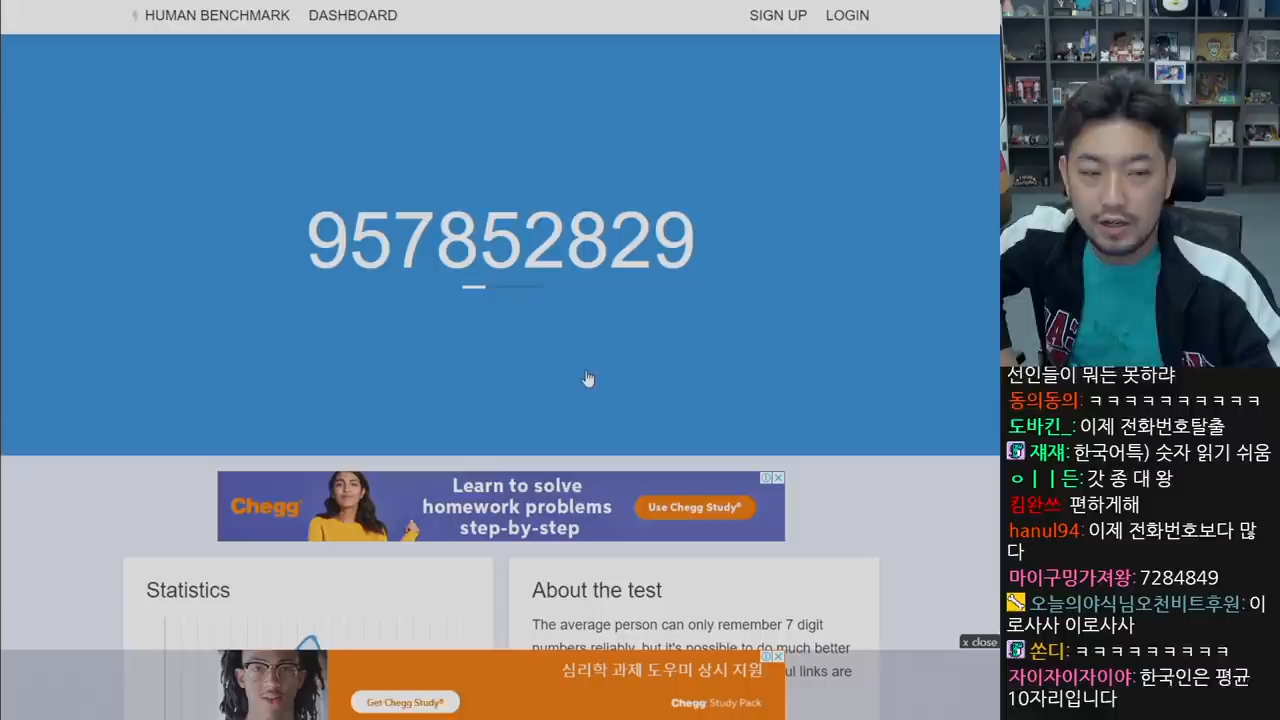 HUMAN BENCHMARK DASHBOARD SIGN UP LOGIN
957852829
Chegg
Learn to solve
homework problems
step-by-step
Use Chegg Study®
Statistics
About the test
The average person can only remember 7 digit
numbers reliably, but it's possible to do much better
ul links are
x close
심리학 과제 도우미 상시 지원
Get Chegg Study®
Chegg Study Pack
선인들이 뭐든 못하랴
동의동의: ㅋㅋㅋㅋㅋㅋㅋㅋㅋㅋ
도바킨_: 이제 전화번호탈출
쟤쟤: 한국어특) 숫자 읽기 쉬움
ㅇㅣㅣ든: 갓 종 대 왕
킴완쓰 편하게해
hanul94: 이제 전화번호보다 많
다
마이구밍가져왕: 7284849
오늘의야식님오천비트후원: 이
로사사 이로사사
쏜디: ㅋㅋㅋㅋㅋㅋㅋㅋㅋ
자이자이자이야: 한국인은 평균
10자리입니다